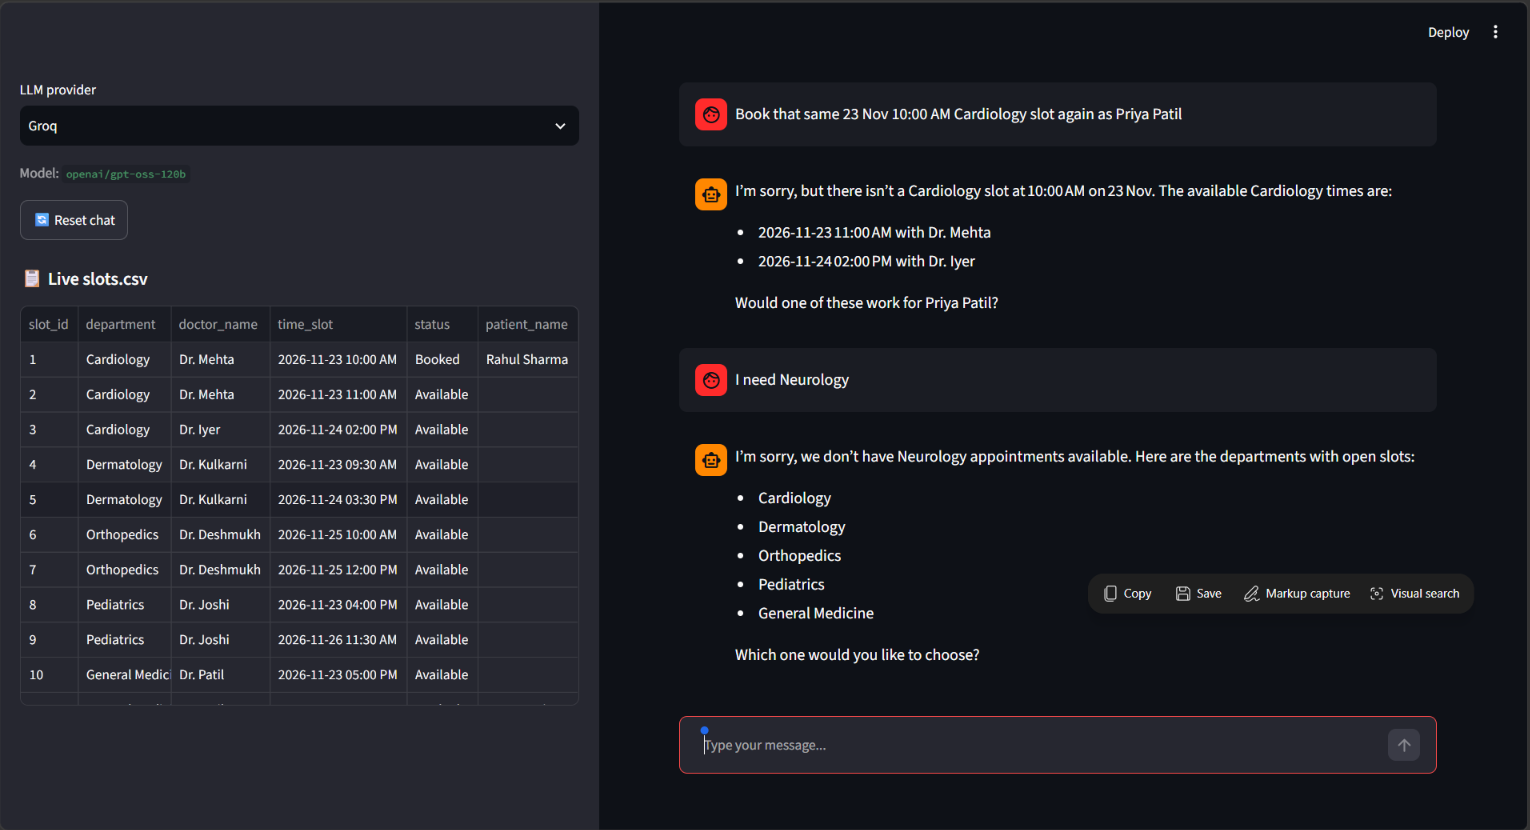 Deploy
LLM provider
Groq
Model: openai/gpt-oss-120b
Reset chat
Live slots.csv
slot_id department doctor_name time_slot status patient_name
1 Cardiology Dr. Mehta 2026-11-23 10:00 AM Booked Rahul Sharma
2 Cardiology Dr. Mehta 2026-11-23 11:00 AM Available
3 Cardiology Dr. Iyer 2026-11-24 02:00 PM Available
4 Dermatology Dr. Kulkarni 2026-11-23 09:30 AM Available
5 Dermatology Dr. Kulkarni 2026-11-24 03:30 PM Available
6 Orthopedics Dr. Deshmukh 2026-11-25 10:00 AM Available
7 Orthopedics Dr. Deshmukh 2026-11-25 12:00 PM Available
8 Pediatrics Dr. Joshi 2026-11-23 04:00 PM Available
9 Pediatrics Dr. Joshi 2026-11-26 11:30 AM Available
10 General Medici Dr. Patil 2026-11-23 05:00 PM Available
Book that same 23 Nov 10:00 AM Cardiology slot again as Priya Patil
I’m sorry, but there isn’t a Cardiology slot at 10:00 AM on 23 Nov. The available Cardiology times are:
• 2026-11-23 11:00 AM with Dr. Mehta
• 2026-11-24 02:00 PM with Dr. Iyer
Would one of these work for Priya Patil?
I need Neurology
I’m sorry, we don’t have Neurology appointments available. Here are the departments with open slots:
• Cardiology
• Dermatology
• Orthopedics
• Pediatrics
• General Medicine
Which one would you like to choose?
Copy Save Markup capture Visual search
Type your message...